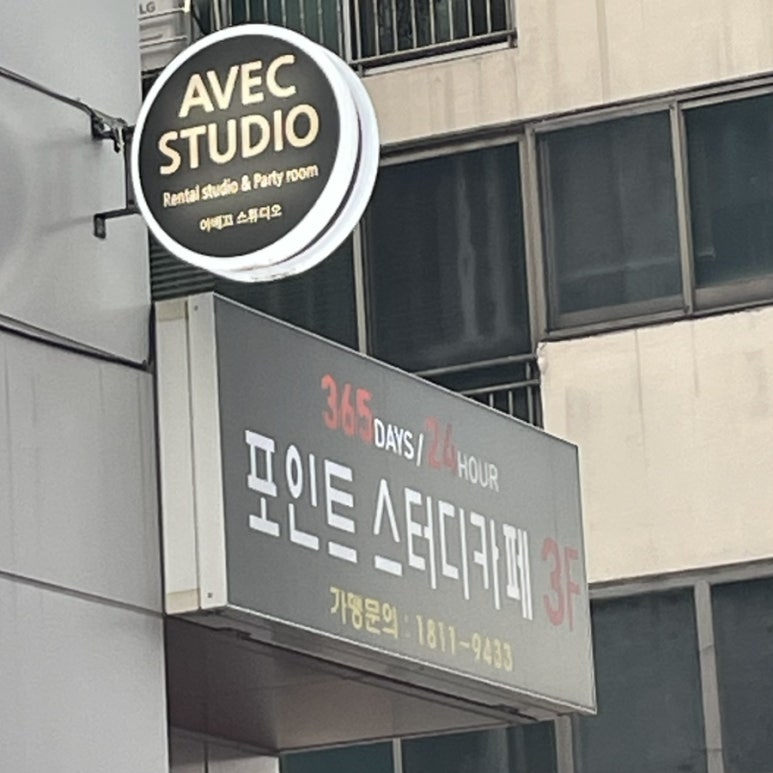 LG
AVEC
STUDIO
Rental studio & Party room
아베끄 스튜디오
365DAYS/24HOUR
포인트 스터디카페 3F
가맹문의 : 1811-9433